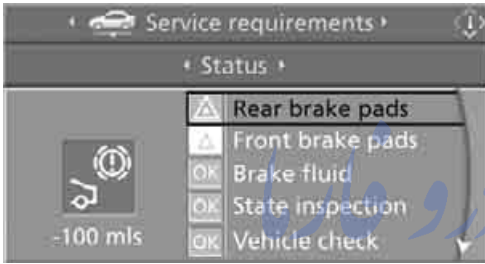 Service requirements
Status
Rear brake pads
Front brake pads
OK Brake fluid
OK State inspection
OK Vehicle check
-100 mls